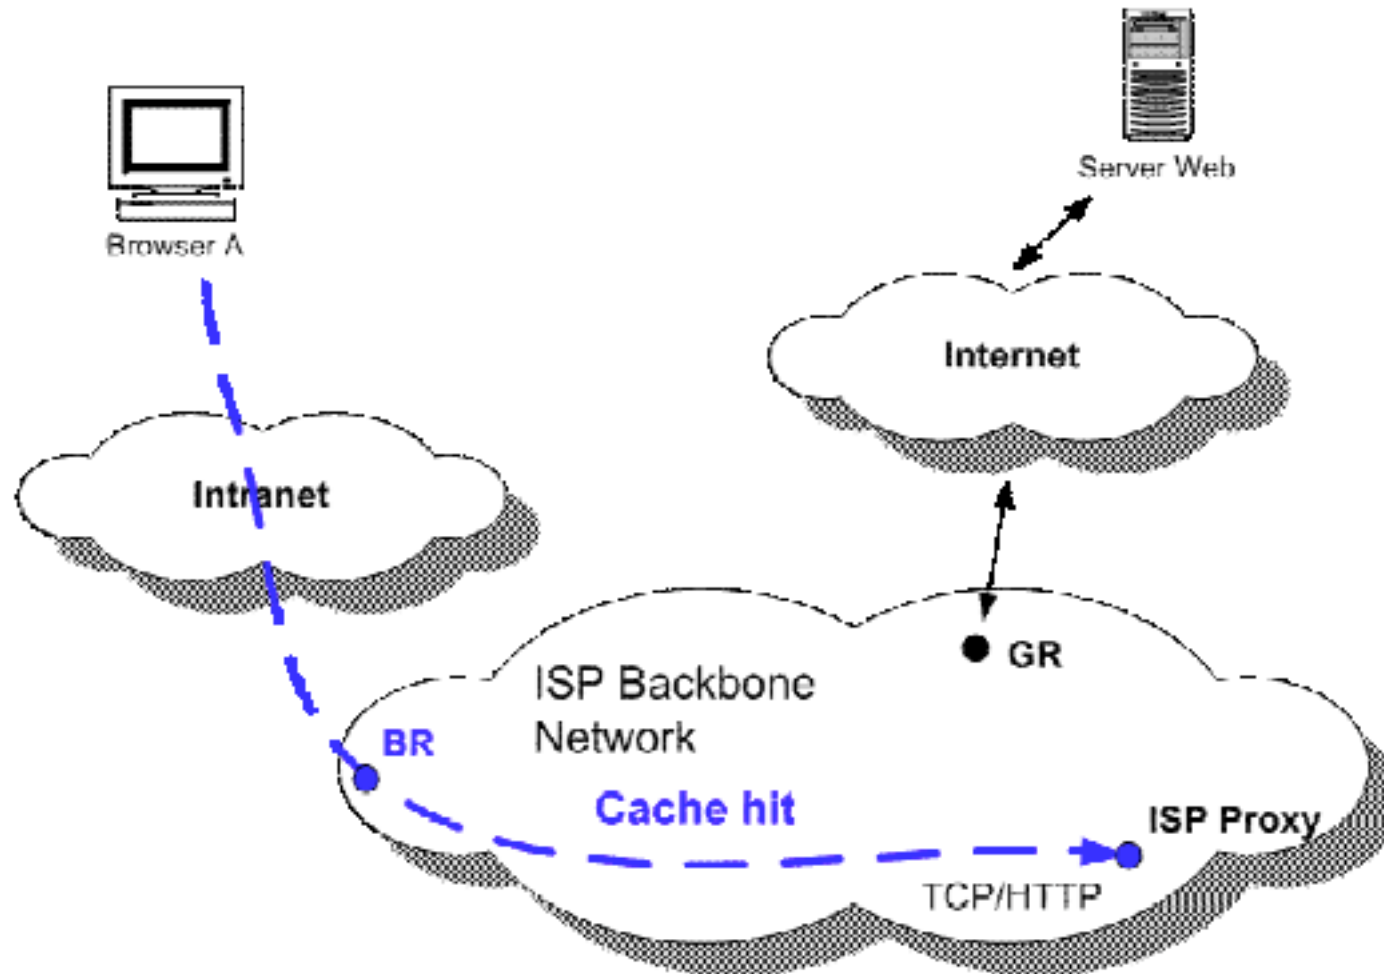 Server Web
Browser A
Internet
Intranet
GR
ISP Backbone
Network
BR
Cache hit
ISP Proxy
TCP/HTTP